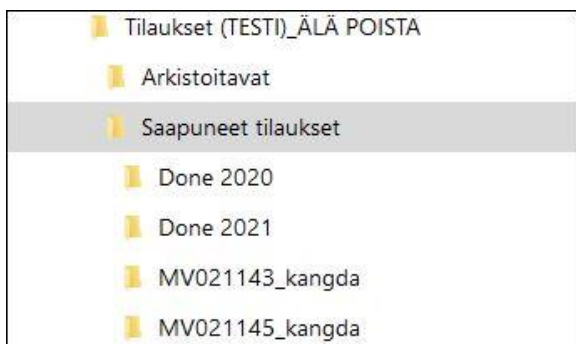 Tilaukset (TESTI)_ÄLÄ POISTA
Arkistoitavat
Saapuneet tilaukset
Done 2020
Done 2021
MV021143_kangda
MV021145_kangda